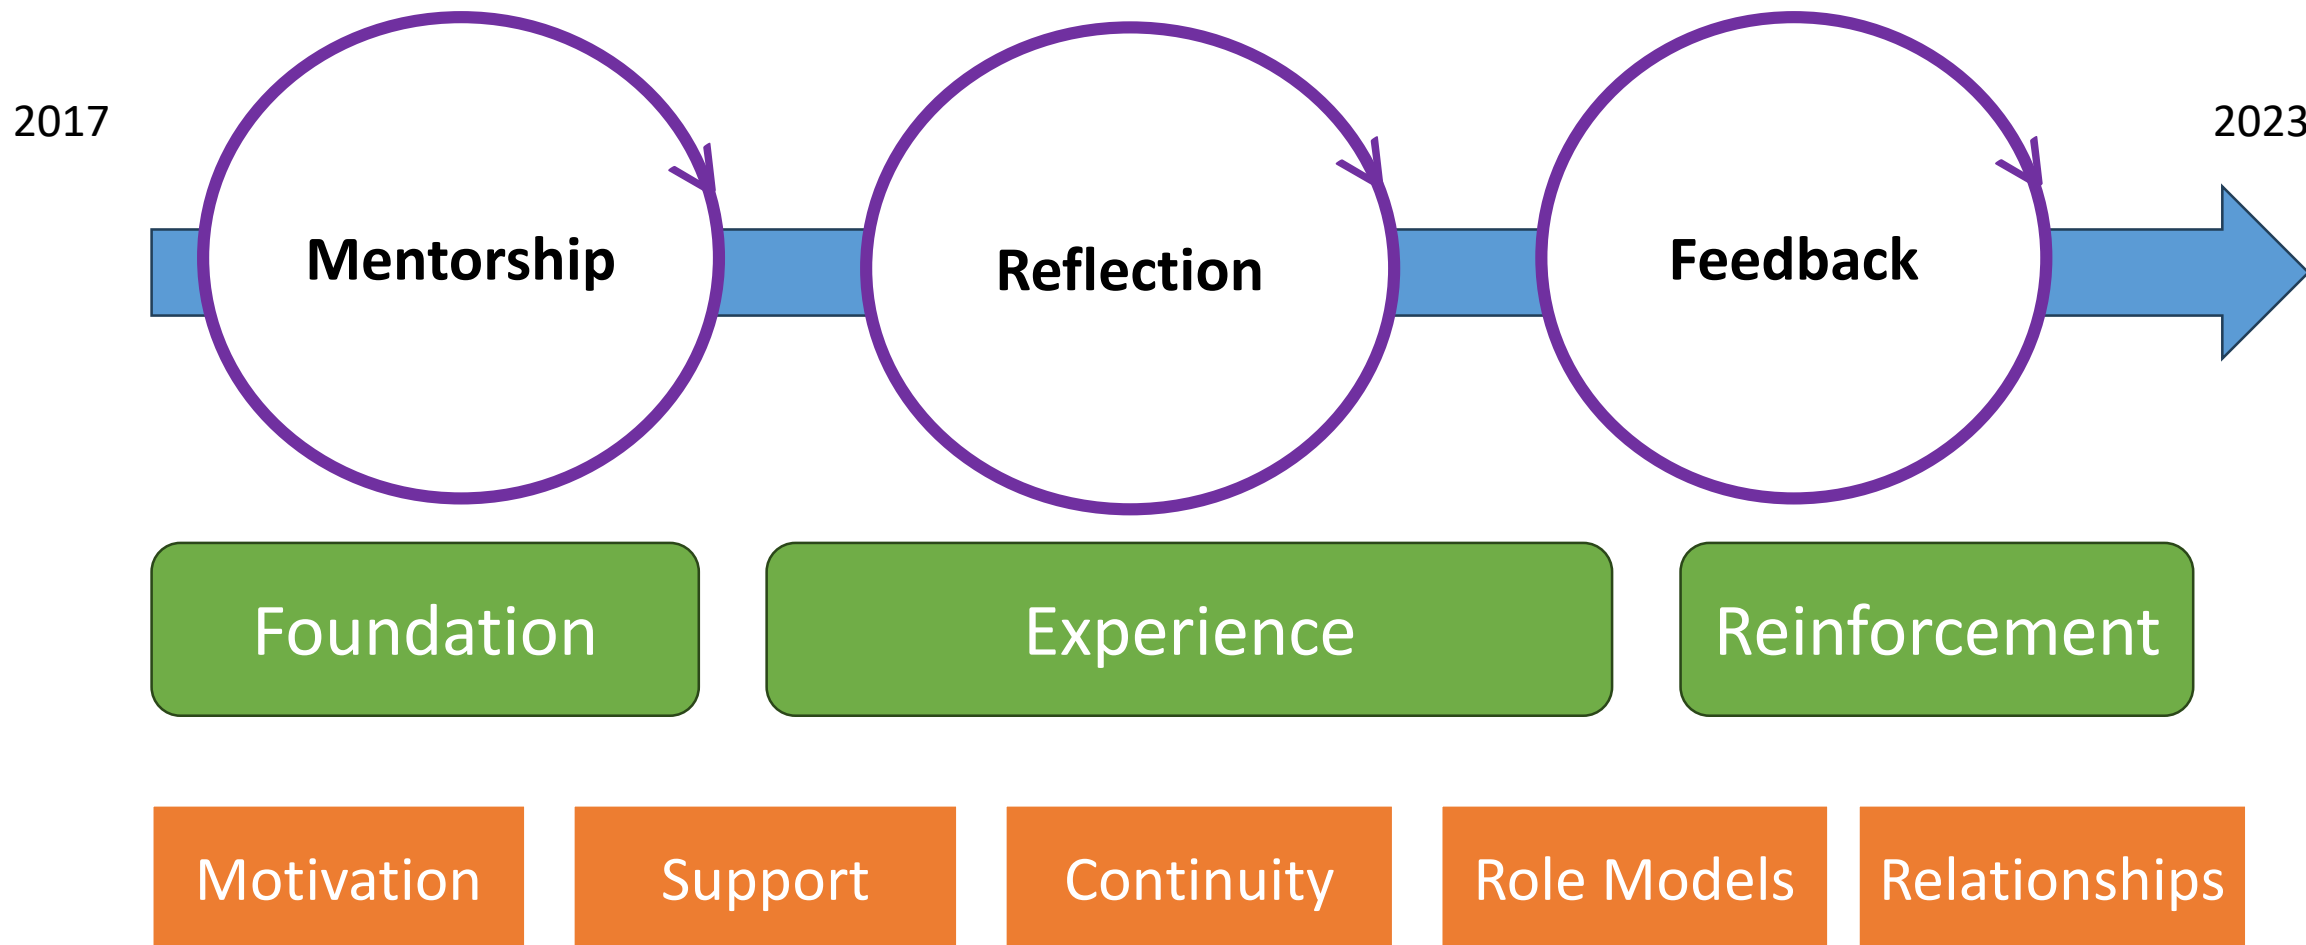 2017
2023
Mentorship
Reflection
Feedback
Foundation
Experience
Reinforcement
Motivation
Support
Continuity
Role Models
Relationships